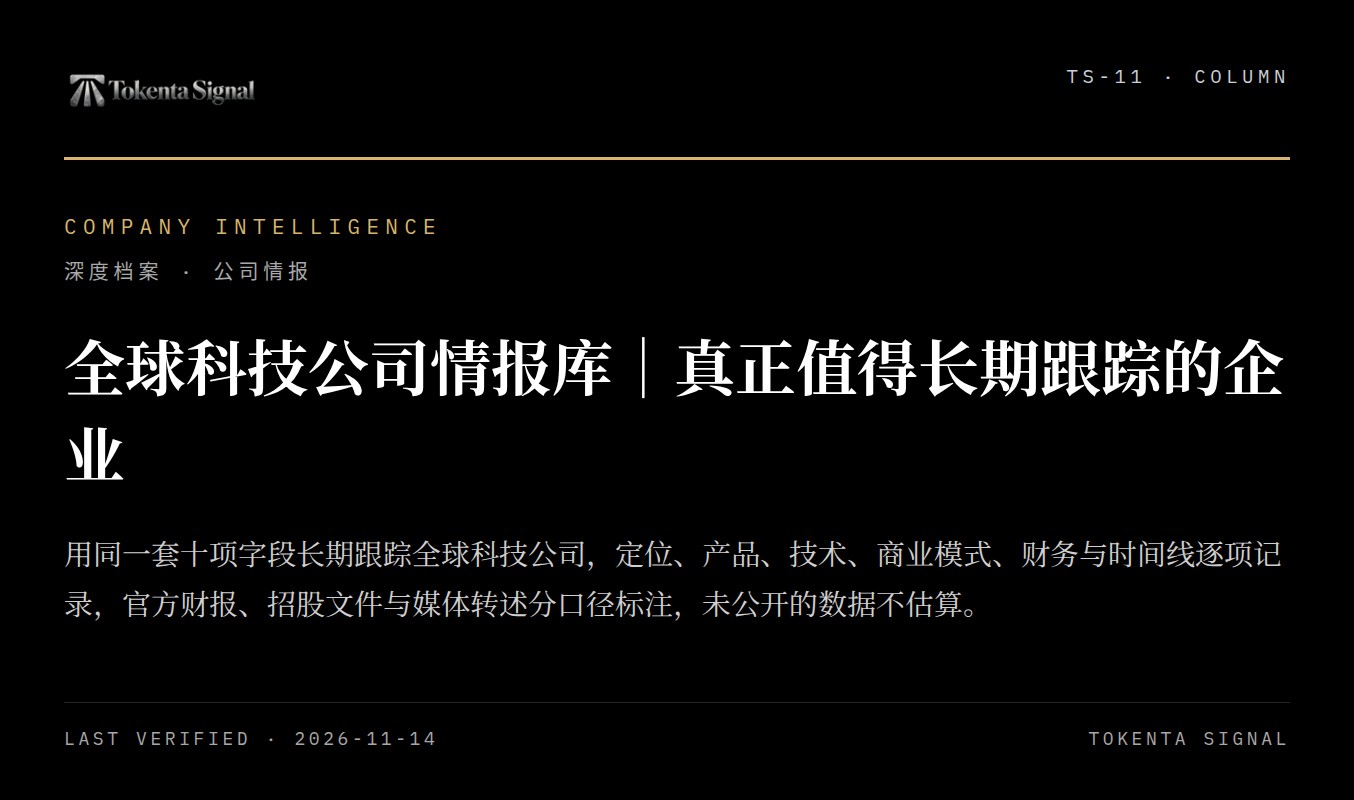 Tokenta Signal
TS-11 · COLUMN
COMPANY INTELLIGENCE
深度档案 · 公司情报
全球科技公司情报库｜真正值得长期跟踪的企
业
用同一套十项字段长期跟踪全球科技公司，定位、产品、技术、商业模式、财务与时间线逐项记
录，官方财报、招股文件与媒体转述分口径标注，未公开的数据不估算。
LAST VERIFIED · 2026-11-14
TOKENTA SIGNAL